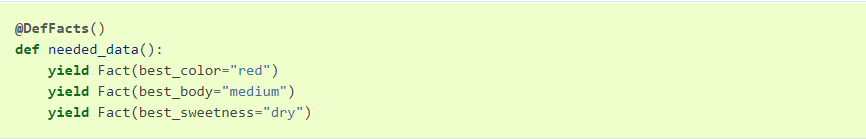 @DefFacts()
def needed_data():
    yield Fact(best_color="red")
    yield Fact(best_body="medium")
    yield Fact(best_sweetness="dry")